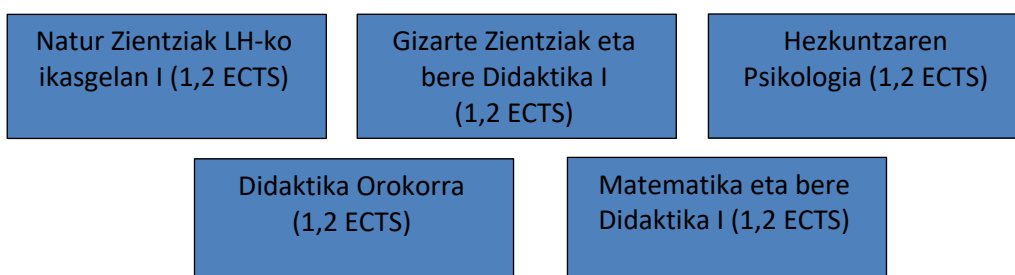 Natur Zientziak LH-ko
ikasgelan I (1,2 ECTS)
Gizarte Zientziak eta
bere Didaktika I
(1,2 ECTS)
Hezkuntzaren
Psikologia (1,2 ECTS)
Didaktika Orokorra
(1,2 ECTS)
Matematika eta bere
Didaktika I (1,2 ECTS)